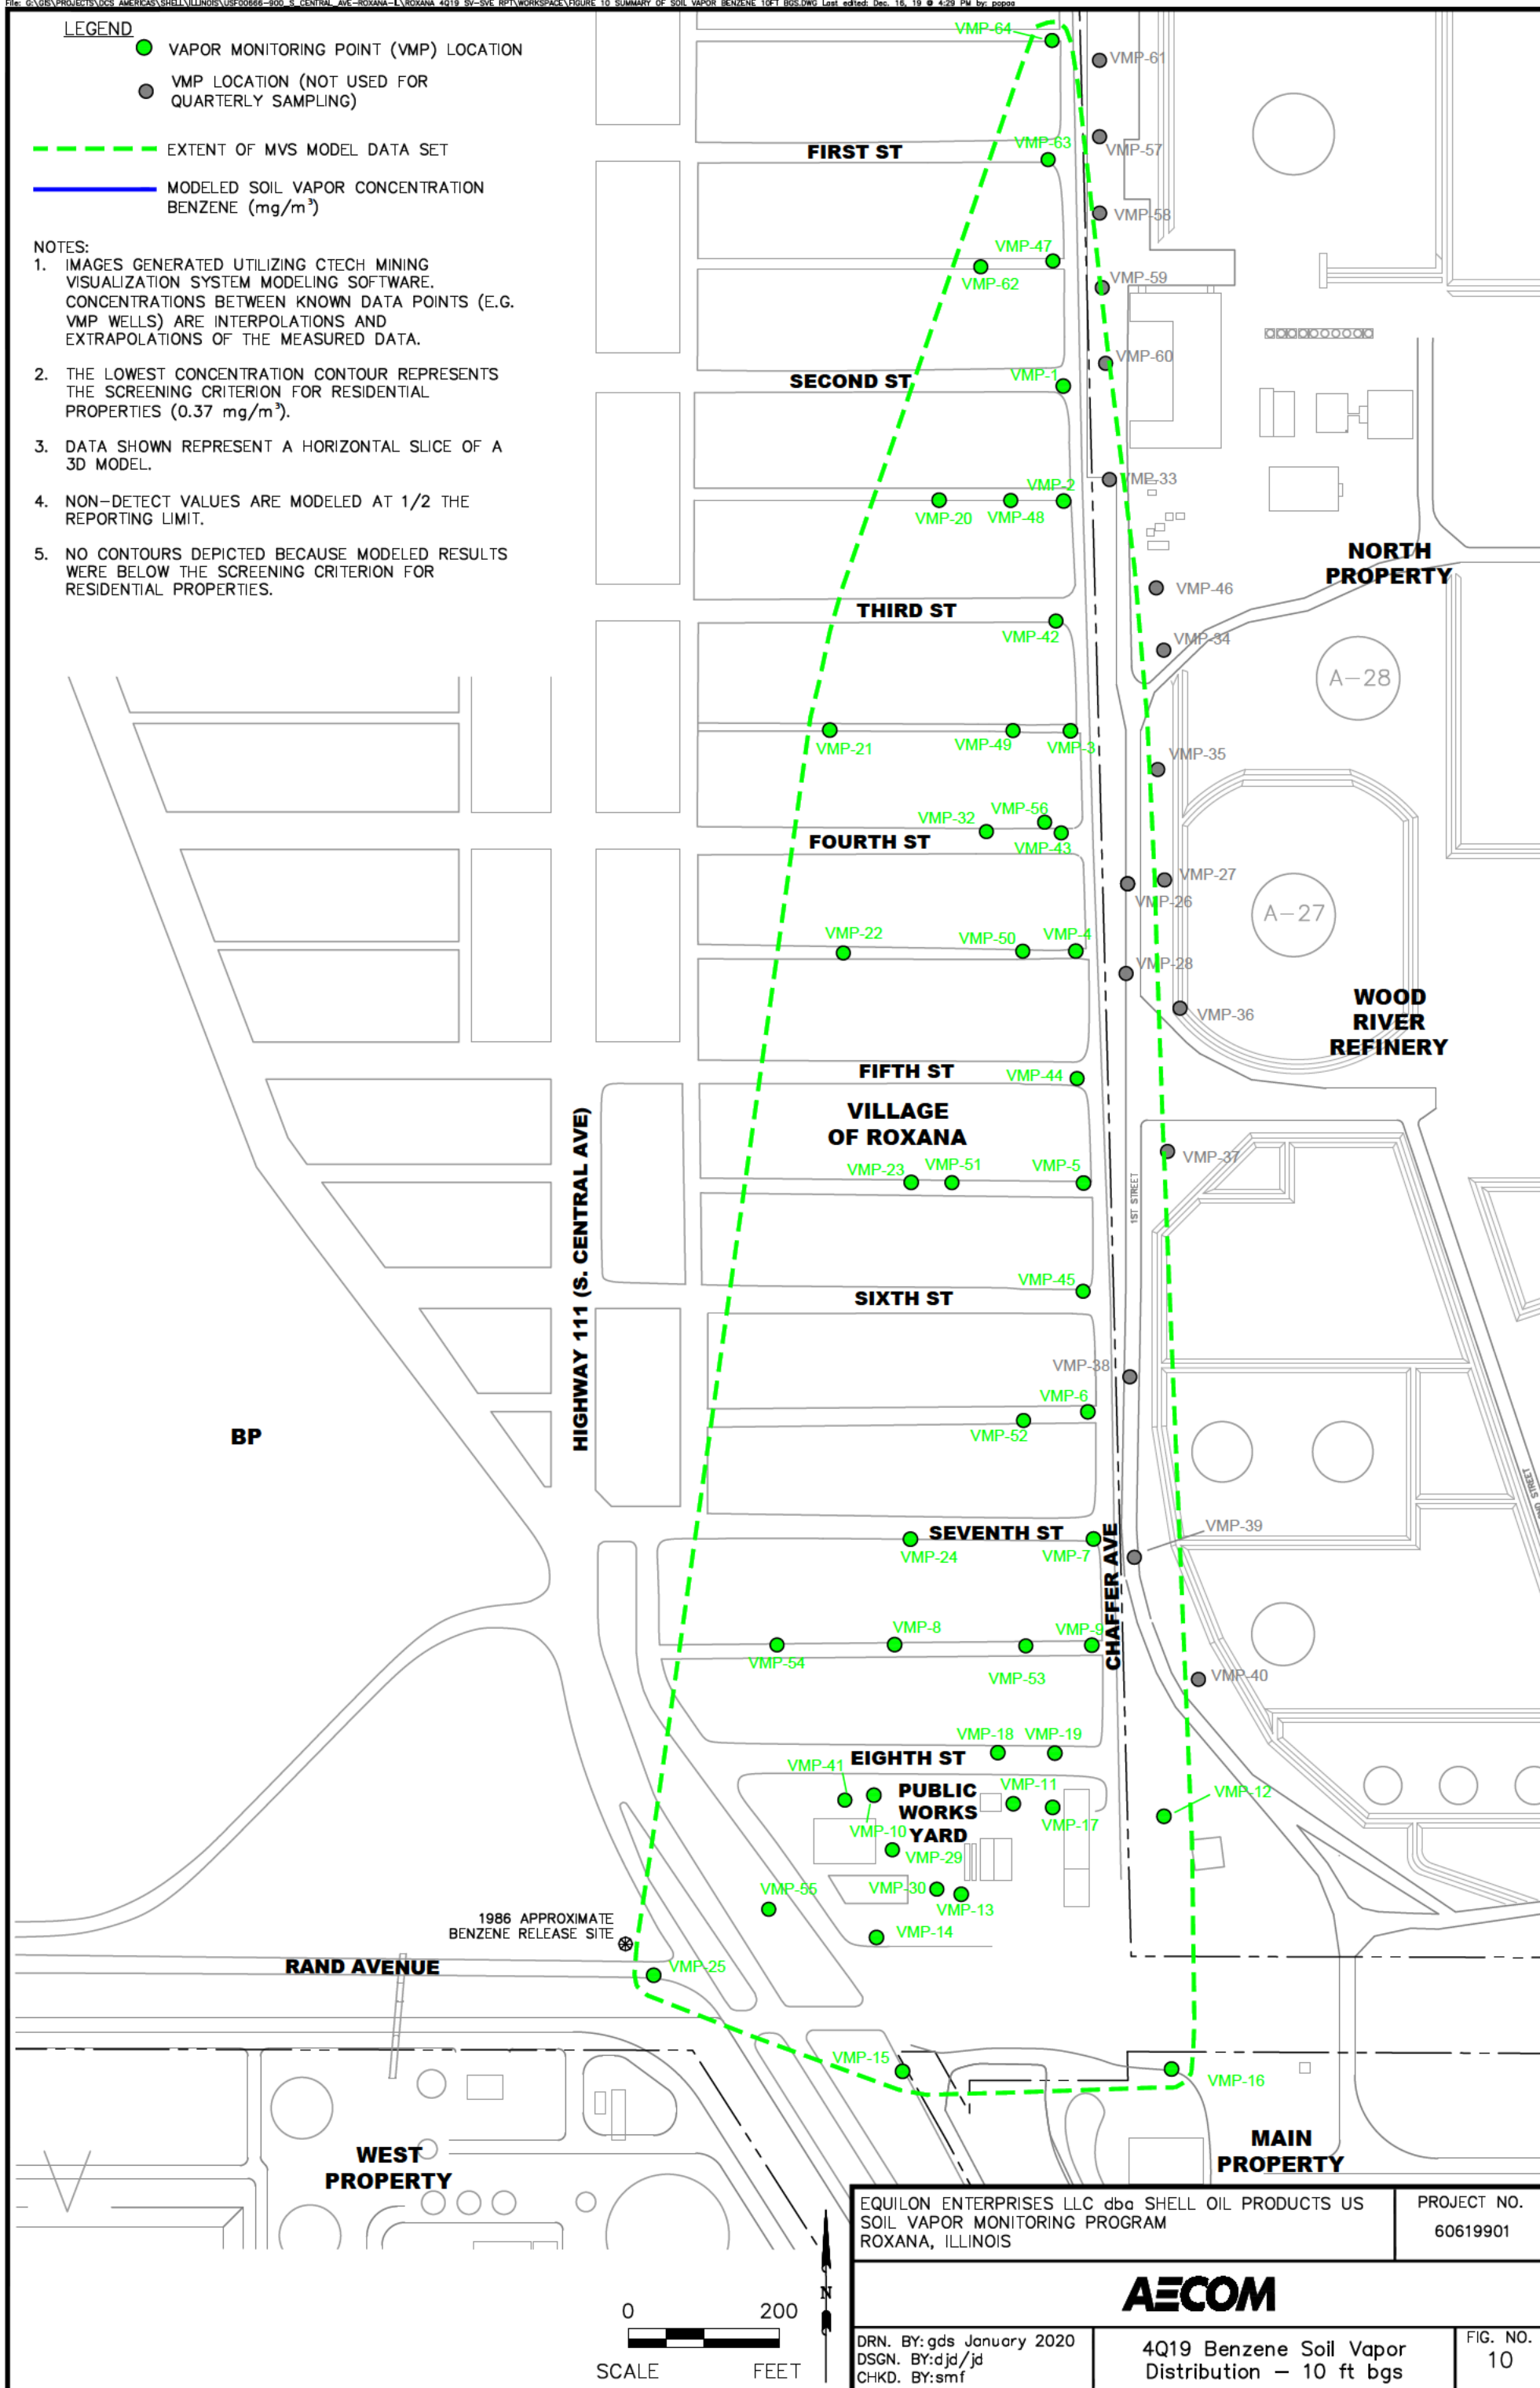 File: G:\GIS\PROJECTS\DCS AMERICAS\SHELL\ILLINOIS\USF00666-900_S_CENTRAL_AVE-ROXANA-IL\ROXANA 4Q19 SV-SVE RPT\WORKSPACE\FIGURE 10 SUMMARY OF SOIL VAPOR BENZENE 10FT BGS.DWG Last edited: Dec. 16, 19 @ 4:29 PM by: popaa
LEGEND
VAPOR MONITORING POINT (VMP) LOCATION
VMP LOCATION (NOT USED FOR
QUARTERLY SAMPLING)
EXTENT OF MVS MODEL DATA SET
MODELED SOIL VAPOR CONCENTRATION
BENZENE (mg/m³)
NOTES:
1. IMAGES GENERATED UTILIZING CTECH MINING
VISUALIZATION SYSTEM MODELING SOFTWARE.
CONCENTRATIONS BETWEEN KNOWN DATA POINTS (E.G.
VMP WELLS) ARE INTERPOLATIONS AND
EXTRAPOLATIONS OF THE MEASURED DATA.
2. THE LOWEST CONCENTRATION CONTOUR REPRESENTS
THE SCREENING CRITERION FOR RESIDENTIAL
PROPERTIES (0.37 mg/m³).
3. DATA SHOWN REPRESENT A HORIZONTAL SLICE OF A
3D MODEL.
4. NON-DETECT VALUES ARE MODELED AT 1/2 THE
REPORTING LIMIT.
5. NO CONTOURS DEPICTED BECAUSE MODELED RESULTS
WERE BELOW THE SCREENING CRITERION FOR
RESIDENTIAL PROPERTIES.
VMP-64
VMP-61
VMP-63
VMP-57
FIRST ST
VMP-58
VMP-47
VMP-62
VMP-59
VMP-60
SECOND ST
VMP-1
VMP-33
VMP-2
VMP-20
VMP-48
NORTH
PROPERTY
VMP-46
THIRD ST
VMP-42
VMP-34
A-28
VMP-21
VMP-49
VMP-3
VMP-35
VMP-32
VMP-56
VMP-43
FOURTH ST
VMP-27
VMP-26
A-27
VMP-22
VMP-50
VMP-4
VMP-28
VMP-36
WOOD
RIVER
REFINERY
FIFTH ST
VMP-44
VILLAGE
OF ROXANA
VMP-23
VMP-51
VMP-5
VMP-37
1ST STREET
HIGHWAY 111 (S. CENTRAL AVE)
VMP-45
SIXTH ST
VMP-38
VMP-6
VMP-52
BP
STREET
SEVENTH ST
VMP-24
VMP-7
VMP-39
CHAFFER AVE
VMP-8
VMP-9
VMP-54
VMP-53
VMP-40
VMP-18
VMP-19
EIGHTH ST
VMP-41
PUBLIC
WORKS
YARD
VMP-11
VMP-12
VMP-10
VMP-17
VMP-29
VMP-55
VMP-30
VMP-13
1986 APPROXIMATE
BENZENE RELEASE SITE
VMP-14
RAND AVENUE
VMP-25
VMP-15
VMP-16
WEST
PROPERTY
MAIN
PROPERTY
N
0 200
SCALE FEET
EQUILON ENTERPRISES LLC dba SHELL OIL PRODUCTS US
SOIL VAPOR MONITORING PROGRAM
ROXANA, ILLINOIS
PROJECT NO.
60619901
AECOM
DRN. BY: gds January 2020
DSGN. BY:djd/jd
CHKD. BY:smf
4Q19 Benzene Soil Vapor
Distribution – 10 ft bgs
FIG. NO.
10